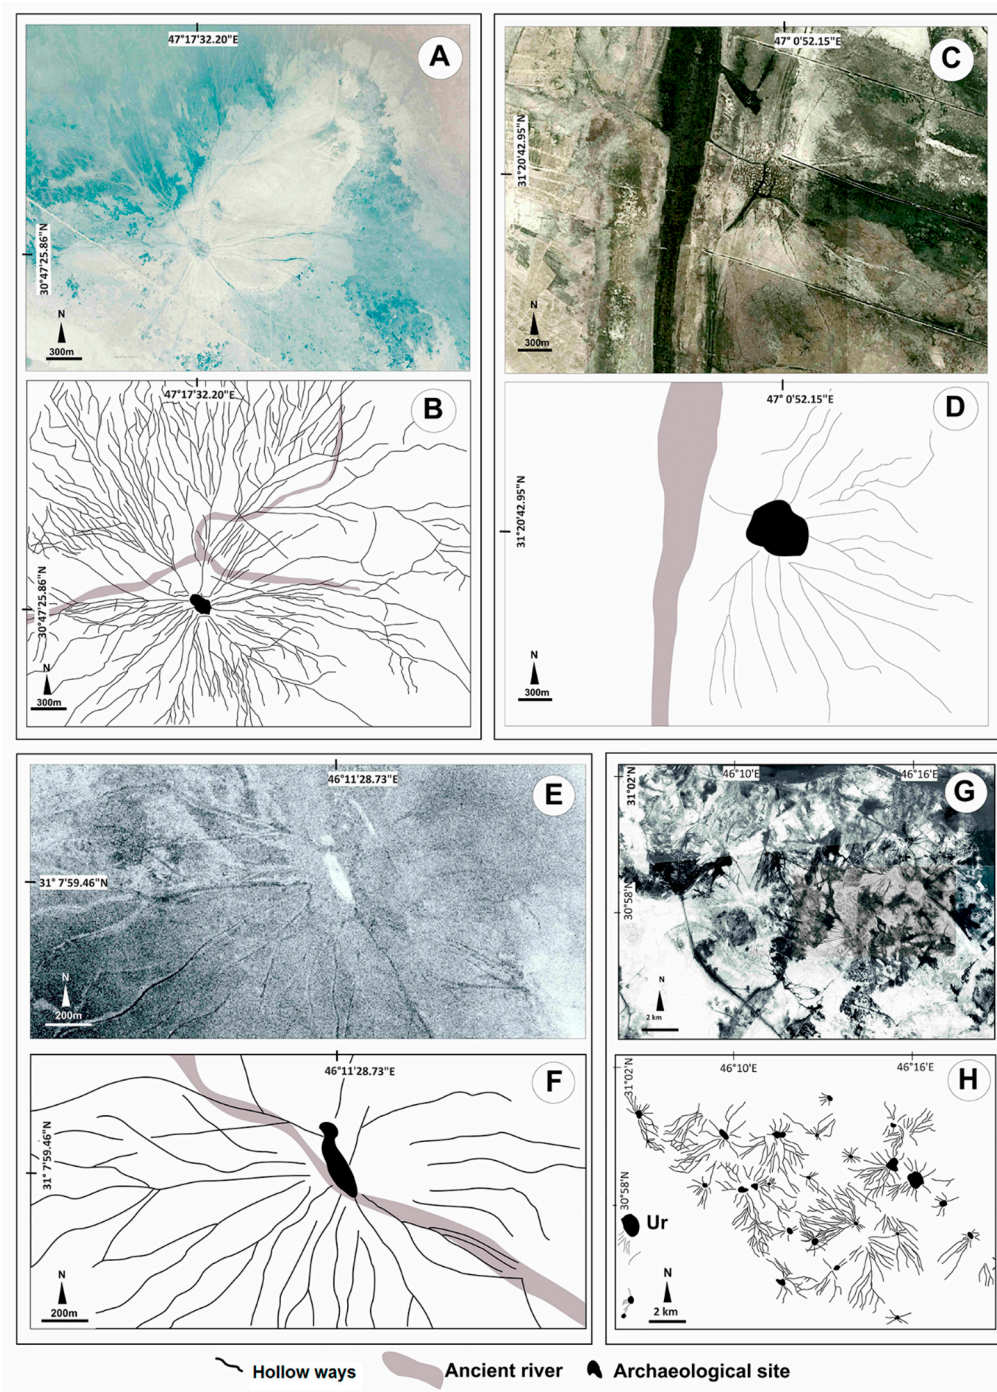 47°17'32.20"E
A
30°47'25.86"N
N
300m
47°17'32.20"E
B
30°47'25.86"N
N
300m
47° 0'52.15"E
C
31°20'42.95"N
N
300m
47° 0'52.15"E
D
31°20'42.95"N
N
300m
46°11'28.73"E
E
31° 7'59.46"N
N
200m
46°11'28.73"E
F
31° 7'59.46"N
N
200m
46°10'E
46°16'E
G
31°02'N
30°58'N
N
2 km
46°10'E
46°16'E
H
31°02'N
30°58'N
Ur
N
2 km
Hollow ways
Ancient river
Archaeological site